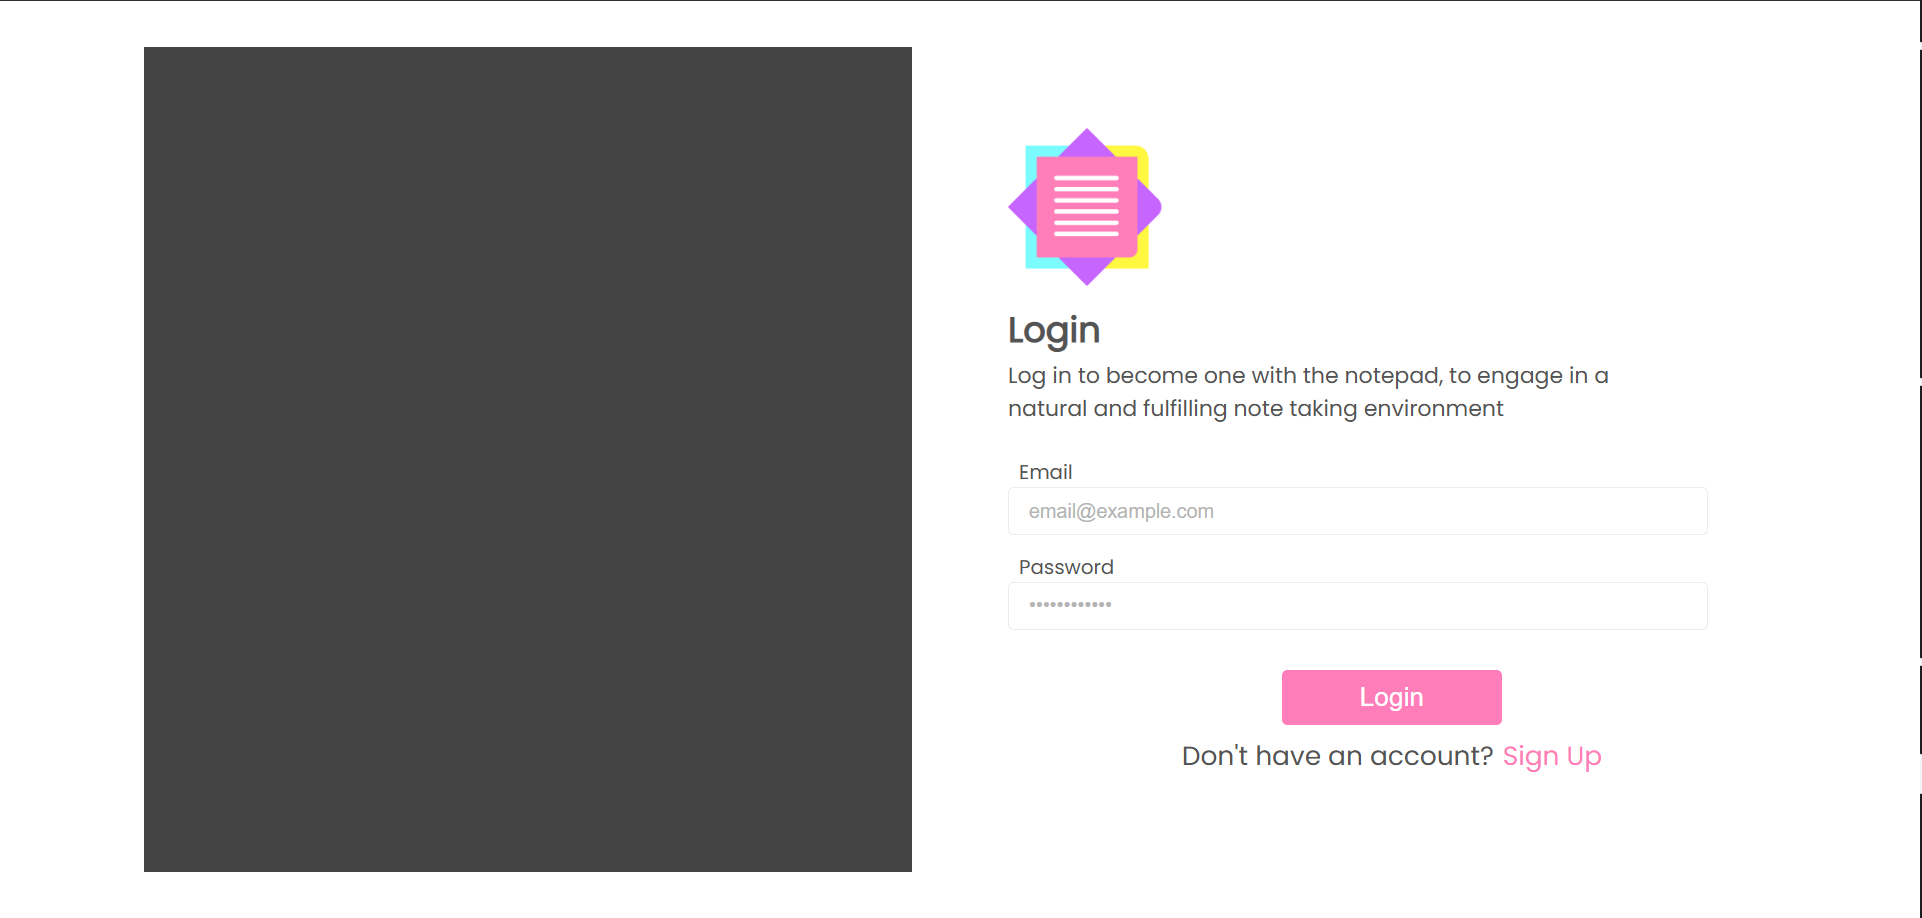 Login
Log in to become one with the notepad, to engage in a
natural and fulfilling note taking environment
Email
email@example.com
Password
••••••••••••
Login
Don't have an account? Sign Up